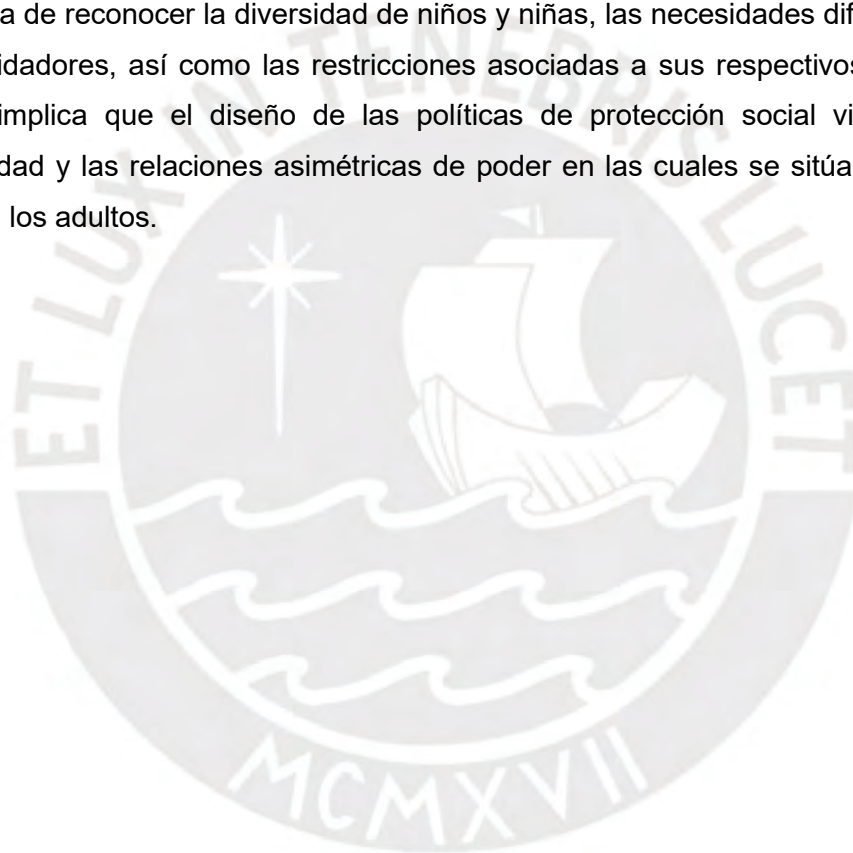 a de reconocer la diversidad de niños y niñas, las necesidades dif
idadores, así como las restricciones asociadas a sus respectivos
implica que el diseño de las políticas de protección social vi
dad y las relaciones asimétricas de poder en las cuales se sitúa
los adultos.
ET LUX IN TENEBRIS LUCET
MCMXVII